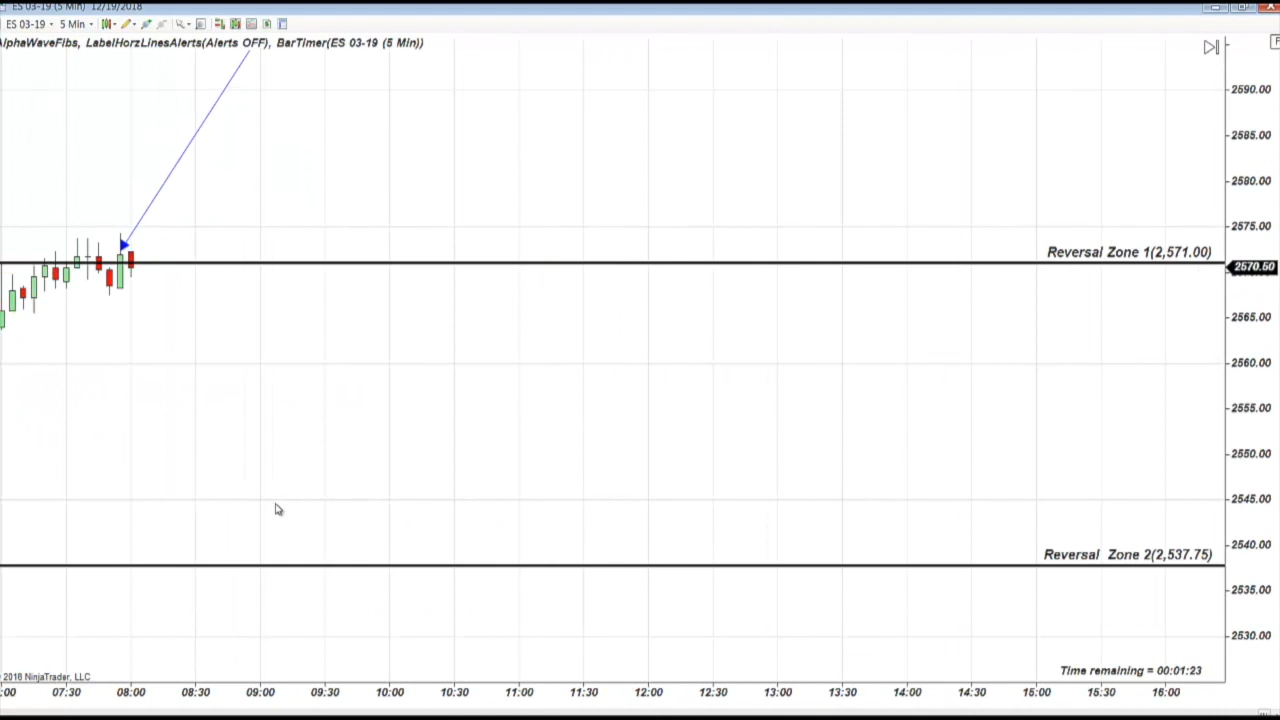 ES 03-19 (5 Min) 12/19/2018
ES 03-19 5 Min
AlphaWaveFibs, LabelHorzLinesAlerts(Alerts OFF), BarTimer(ES 03-19 (5 Min))
F
2590.00
2585.00
2580.00
2575.00
Reversal Zone 1(2,571.00)
2570.50
2565.00
2560.00
2555.00
2550.00
2545.00
2540.00
Reversal Zone 2(2,537.75)
2535.00
2530.00
Time remaining = 00:01:23
2018 NinjaTrader, LLC
:00 07:30 08:00 08:30 09:00 09:30 10:00 10:30 11:00 11:30 12:00 12:30 13:00 13:30 14:00 14:30 15:00 15:30 16:00